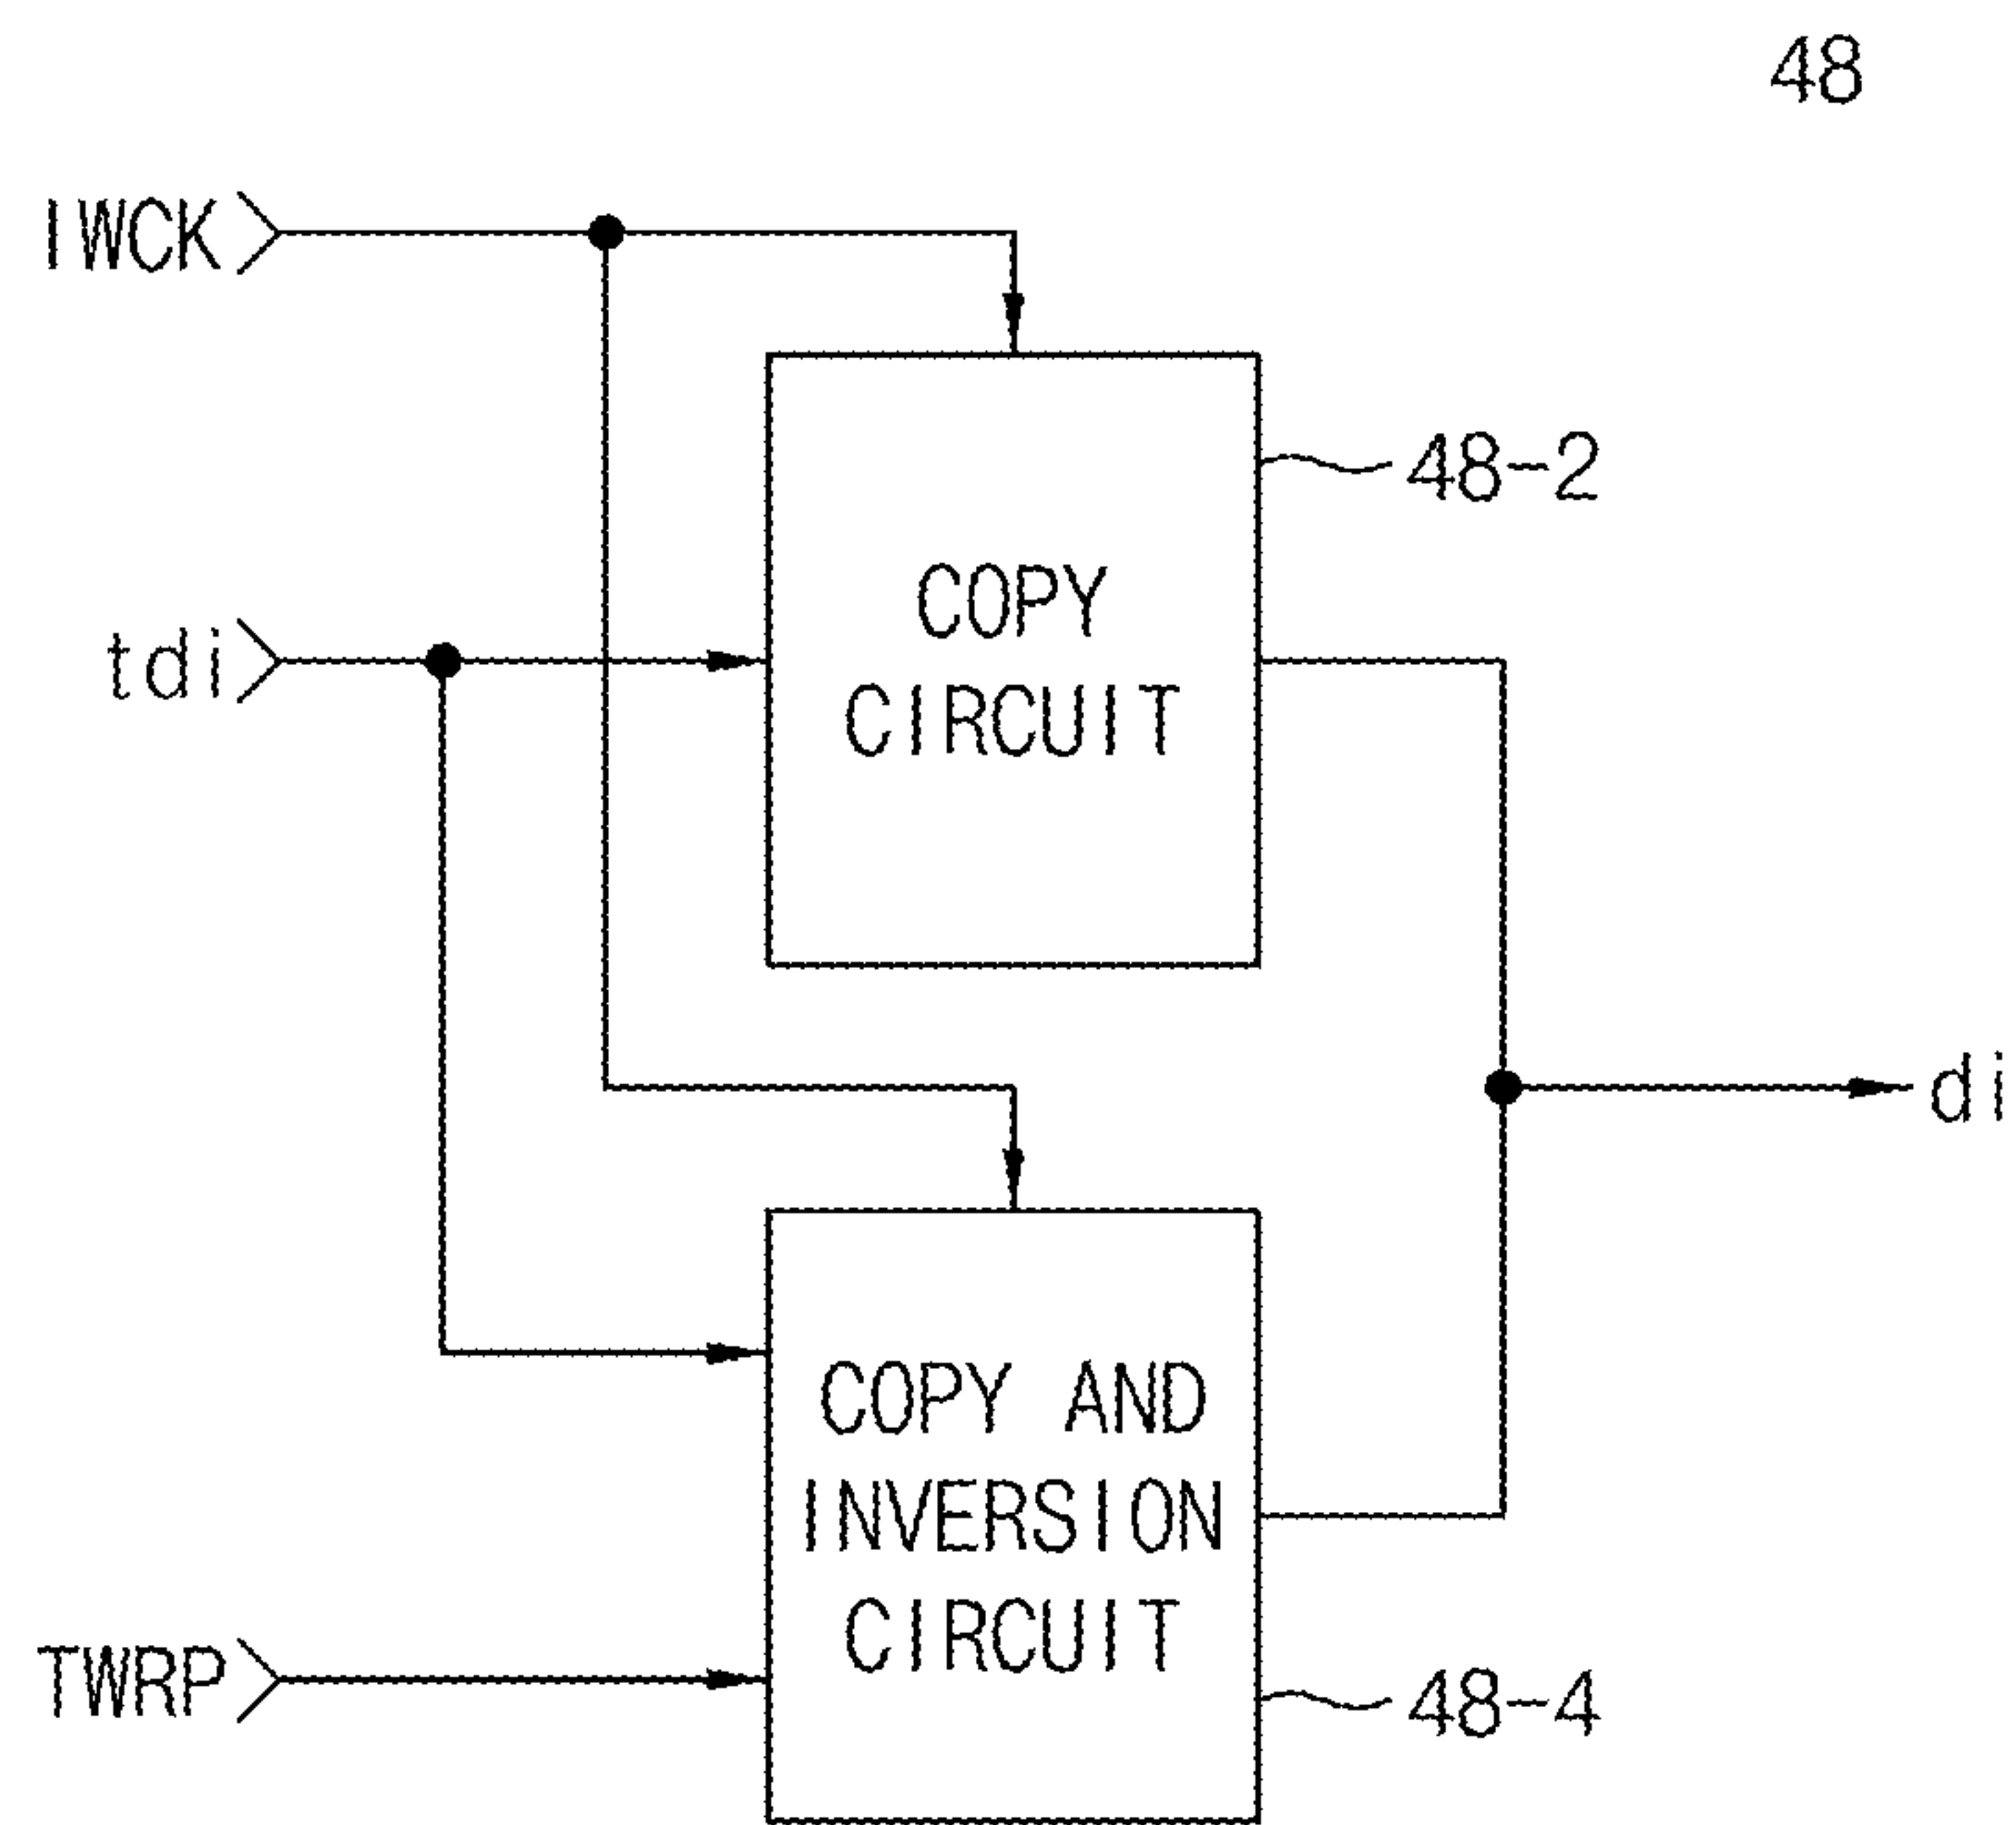 48
IWCK
48-2
COPY
CIRCUIT
tdi
di
COPY AND
INVERSION
CIRCUIT
TWRP
48-4